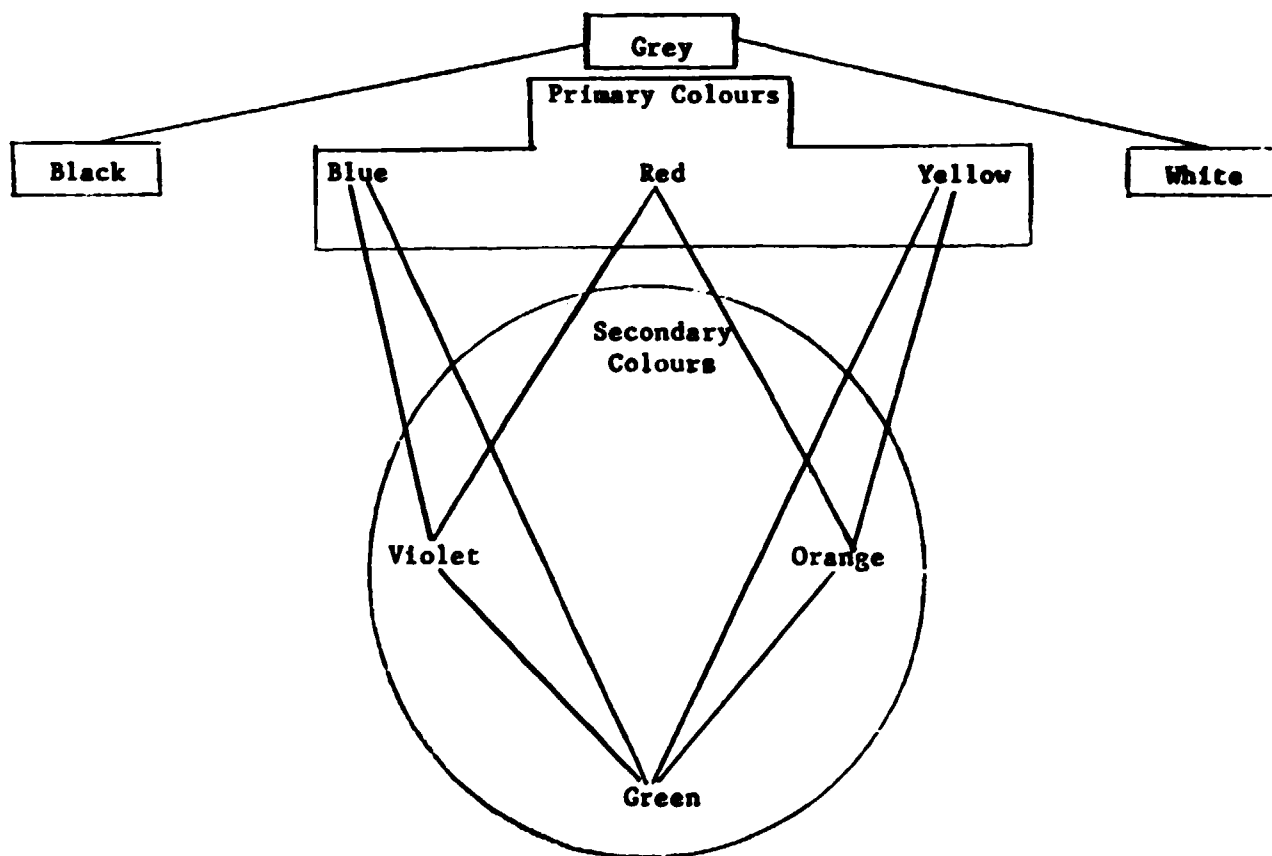 Grey
Primary Colours
Black
Blue
Red
Yellow
White
Secondary
Colours
Violet
Orange
Green